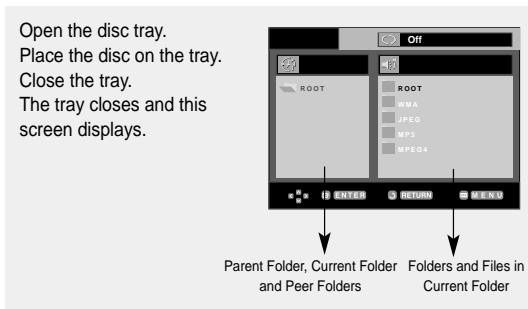 Open the disc tray.
Place the disc on the tray.
Close the tray.
The tray closes and this
screen displays.
Off
ROOT
ROOT
WMA
JPEG
MP3
MPEG4
ENTER RETURN MENU
Parent Folder, Current Folder
and Peer Folders
Folders and Files in
Current Folder